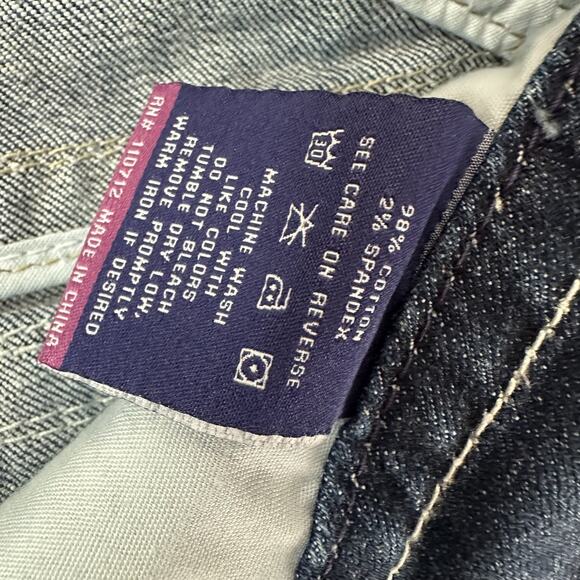 98% COTTON
2% SPANDEX
SEE CARE ON REVERSE
30
MACHINE WASH
COOL WITH
LIKE COLORS
DO NOT BLEACH
TUMBLE DRY LOW.
REMOVE PROMPTLY
WARM IRON IF DESIRED
RN# 110712 MADE IN CHINA